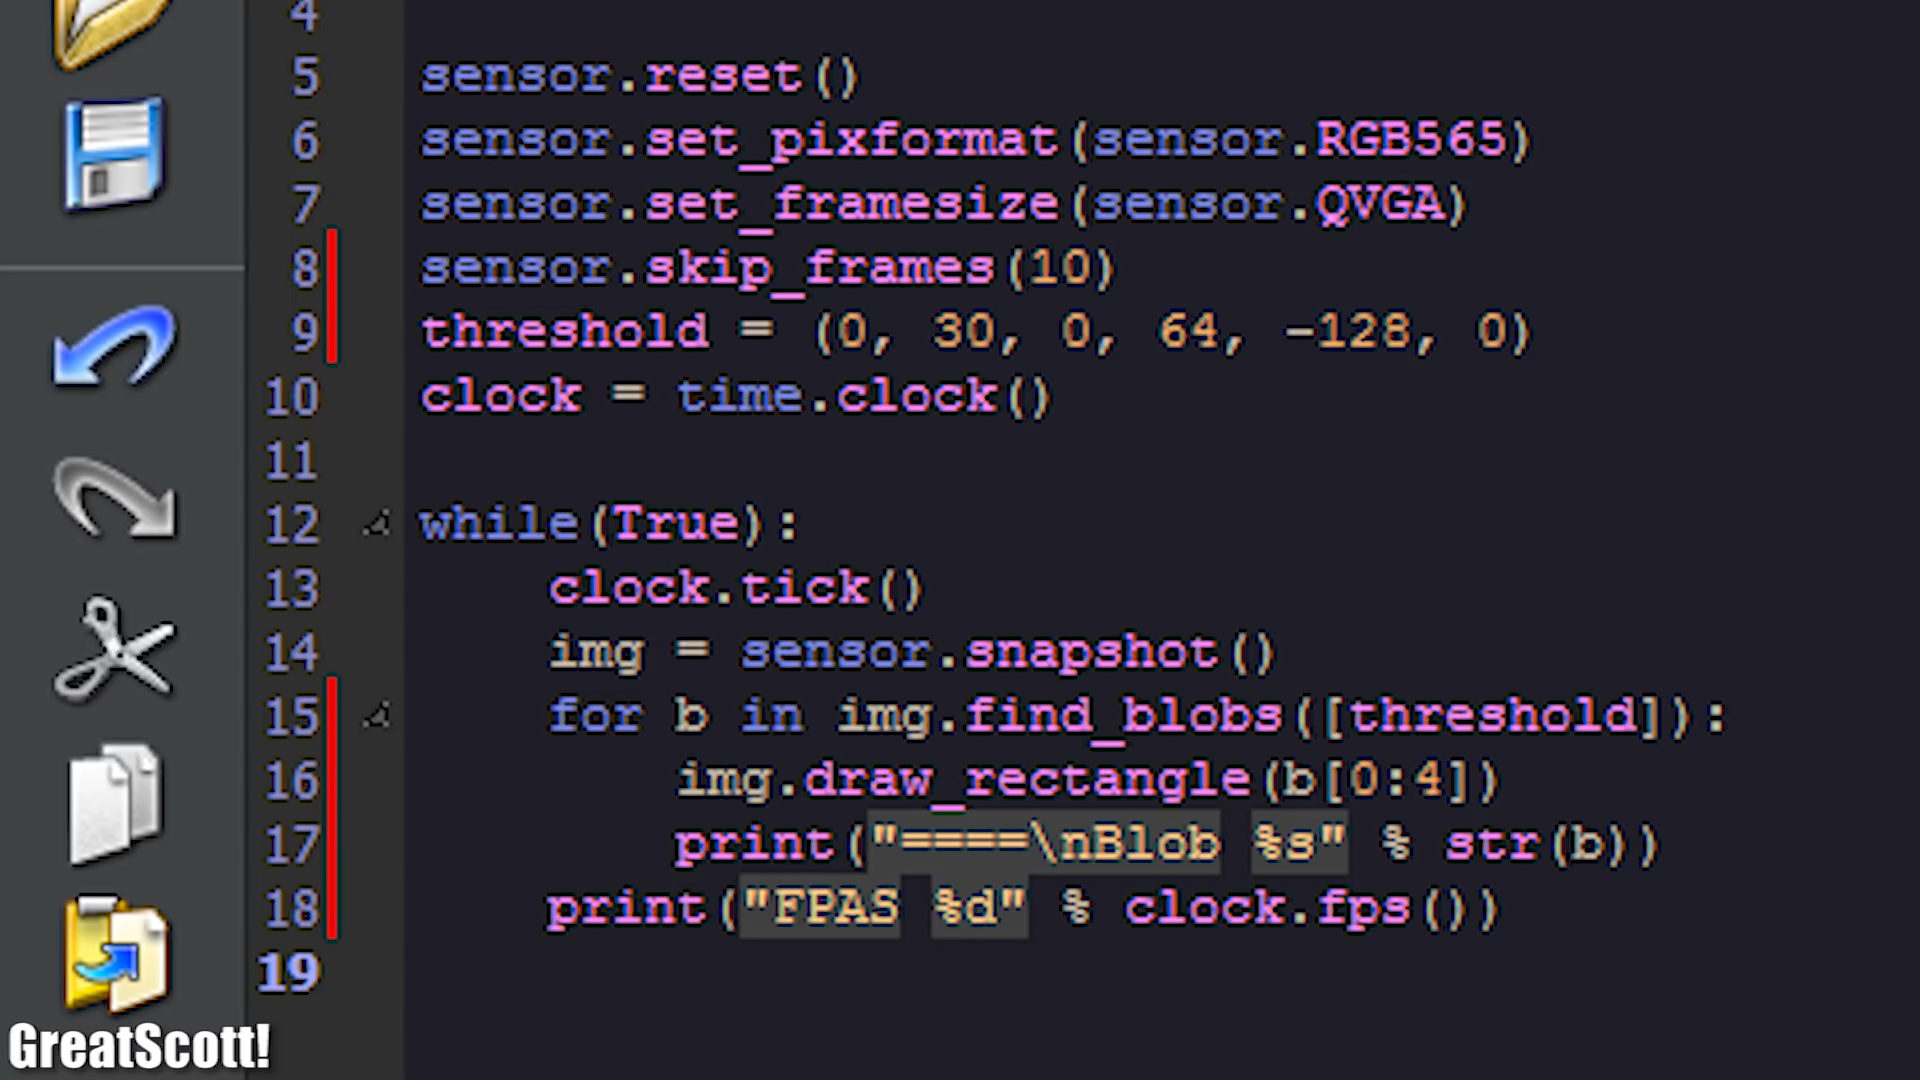 4
5 sensor.reset()
6 sensor.set_pixformat(sensor.RGB565)
7 sensor.set_framesize(sensor.QVGA)
8 sensor.skip_frames(10)
9 threshold = (0, 30, 0, 64, -128, 0)
10 clock = time.clock()
11
12 while(True):
13     clock.tick()
14     img = sensor.snapshot()
15     for b in img.find_blobs([threshold]):
16         img.draw_rectangle(b[0:4])
17         print("====\nBlob %s" % str(b))
18     print("FPAS %d" % clock.fps())
19
GreatScott!